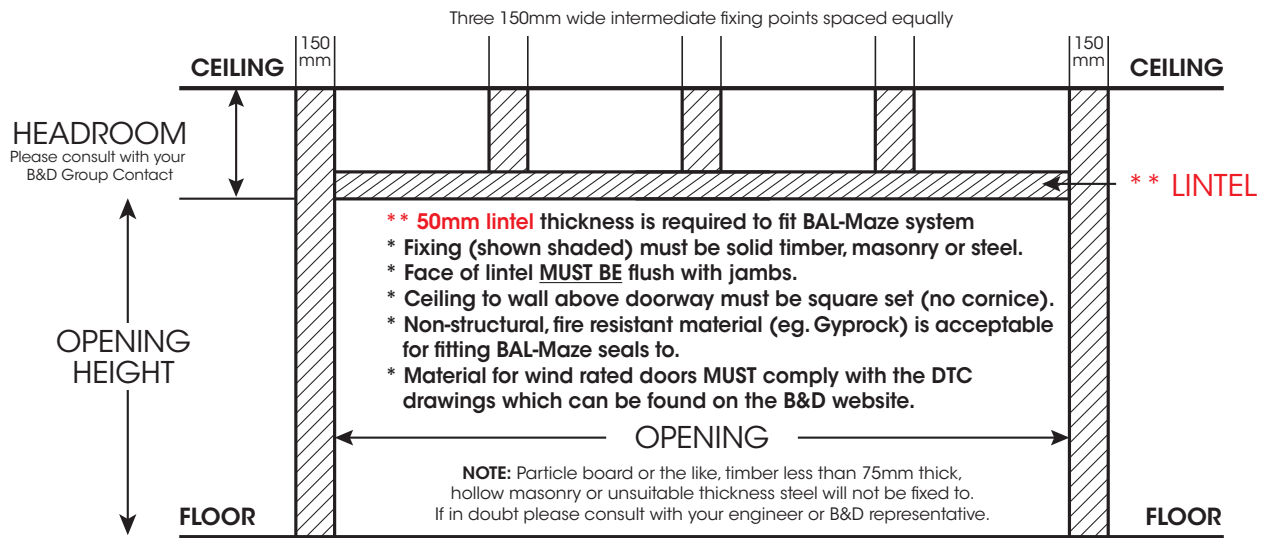 Three 150mm wide intermediate fixing points spaced equally
150
mm
150
mm
CEILING
CEILING
HEADROOM
Please consult with your
B&D Group Contact
** LINTEL
** 50mm lintel thickness is required to fit BAL-Maze system
* Fixing (shown shaded) must be solid timber, masonry or steel.
* Face of lintel MUST BE flush with jambs.
* Ceiling to wall above doorway must be square set (no cornice).
* Non-structural, fire resistant material (eg. Gyprock) is acceptable
for fitting BAL-Maze seals to.
* Material for wind rated doors MUST comply with the DTC
drawings which can be found on the B&D website.
OPENING
HEIGHT
OPENING
NOTE: Particle board or the like, timber less than 75mm thick,
hollow masonry or unsuitable thickness steel will not be fixed to.
If in doubt please consult with your engineer or B&D representative.
FLOOR
FLOOR